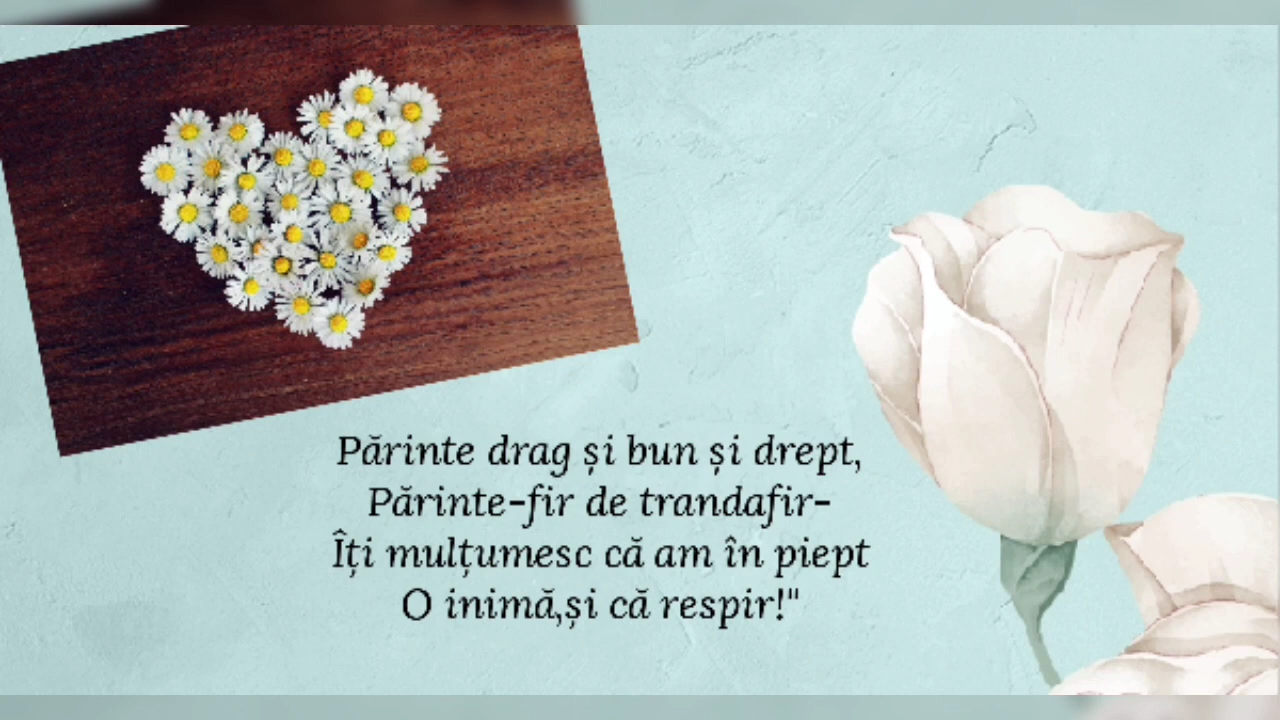 Părinte drag și bun și drept,
Părinte-fir de trandafir-
Îți mulțumesc că am în piept
O inimă,și că respir!"